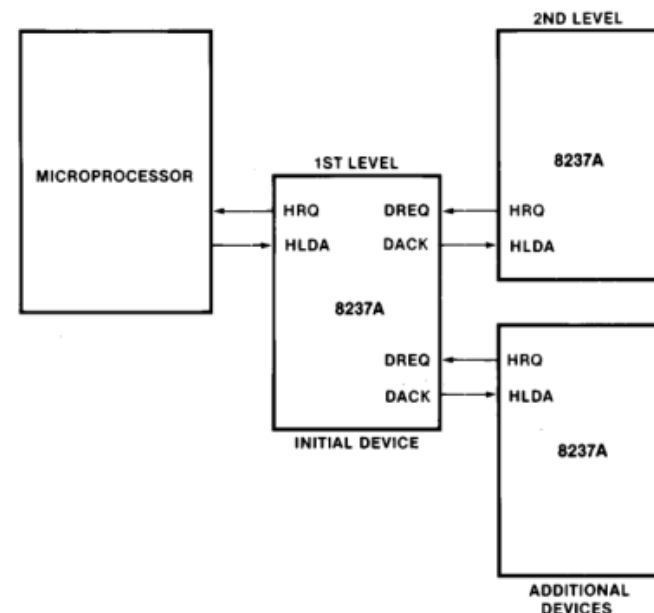 2ND LEVEL
8237A
HRQ
HLDA
MICROPROCESSOR
1ST LEVEL
HRQ DREQ
HLDA DACK
8237A
DREQ
DACK
INITIAL DEVICE
HRQ
HLDA
8237A
ADDITIONAL
DEVICES